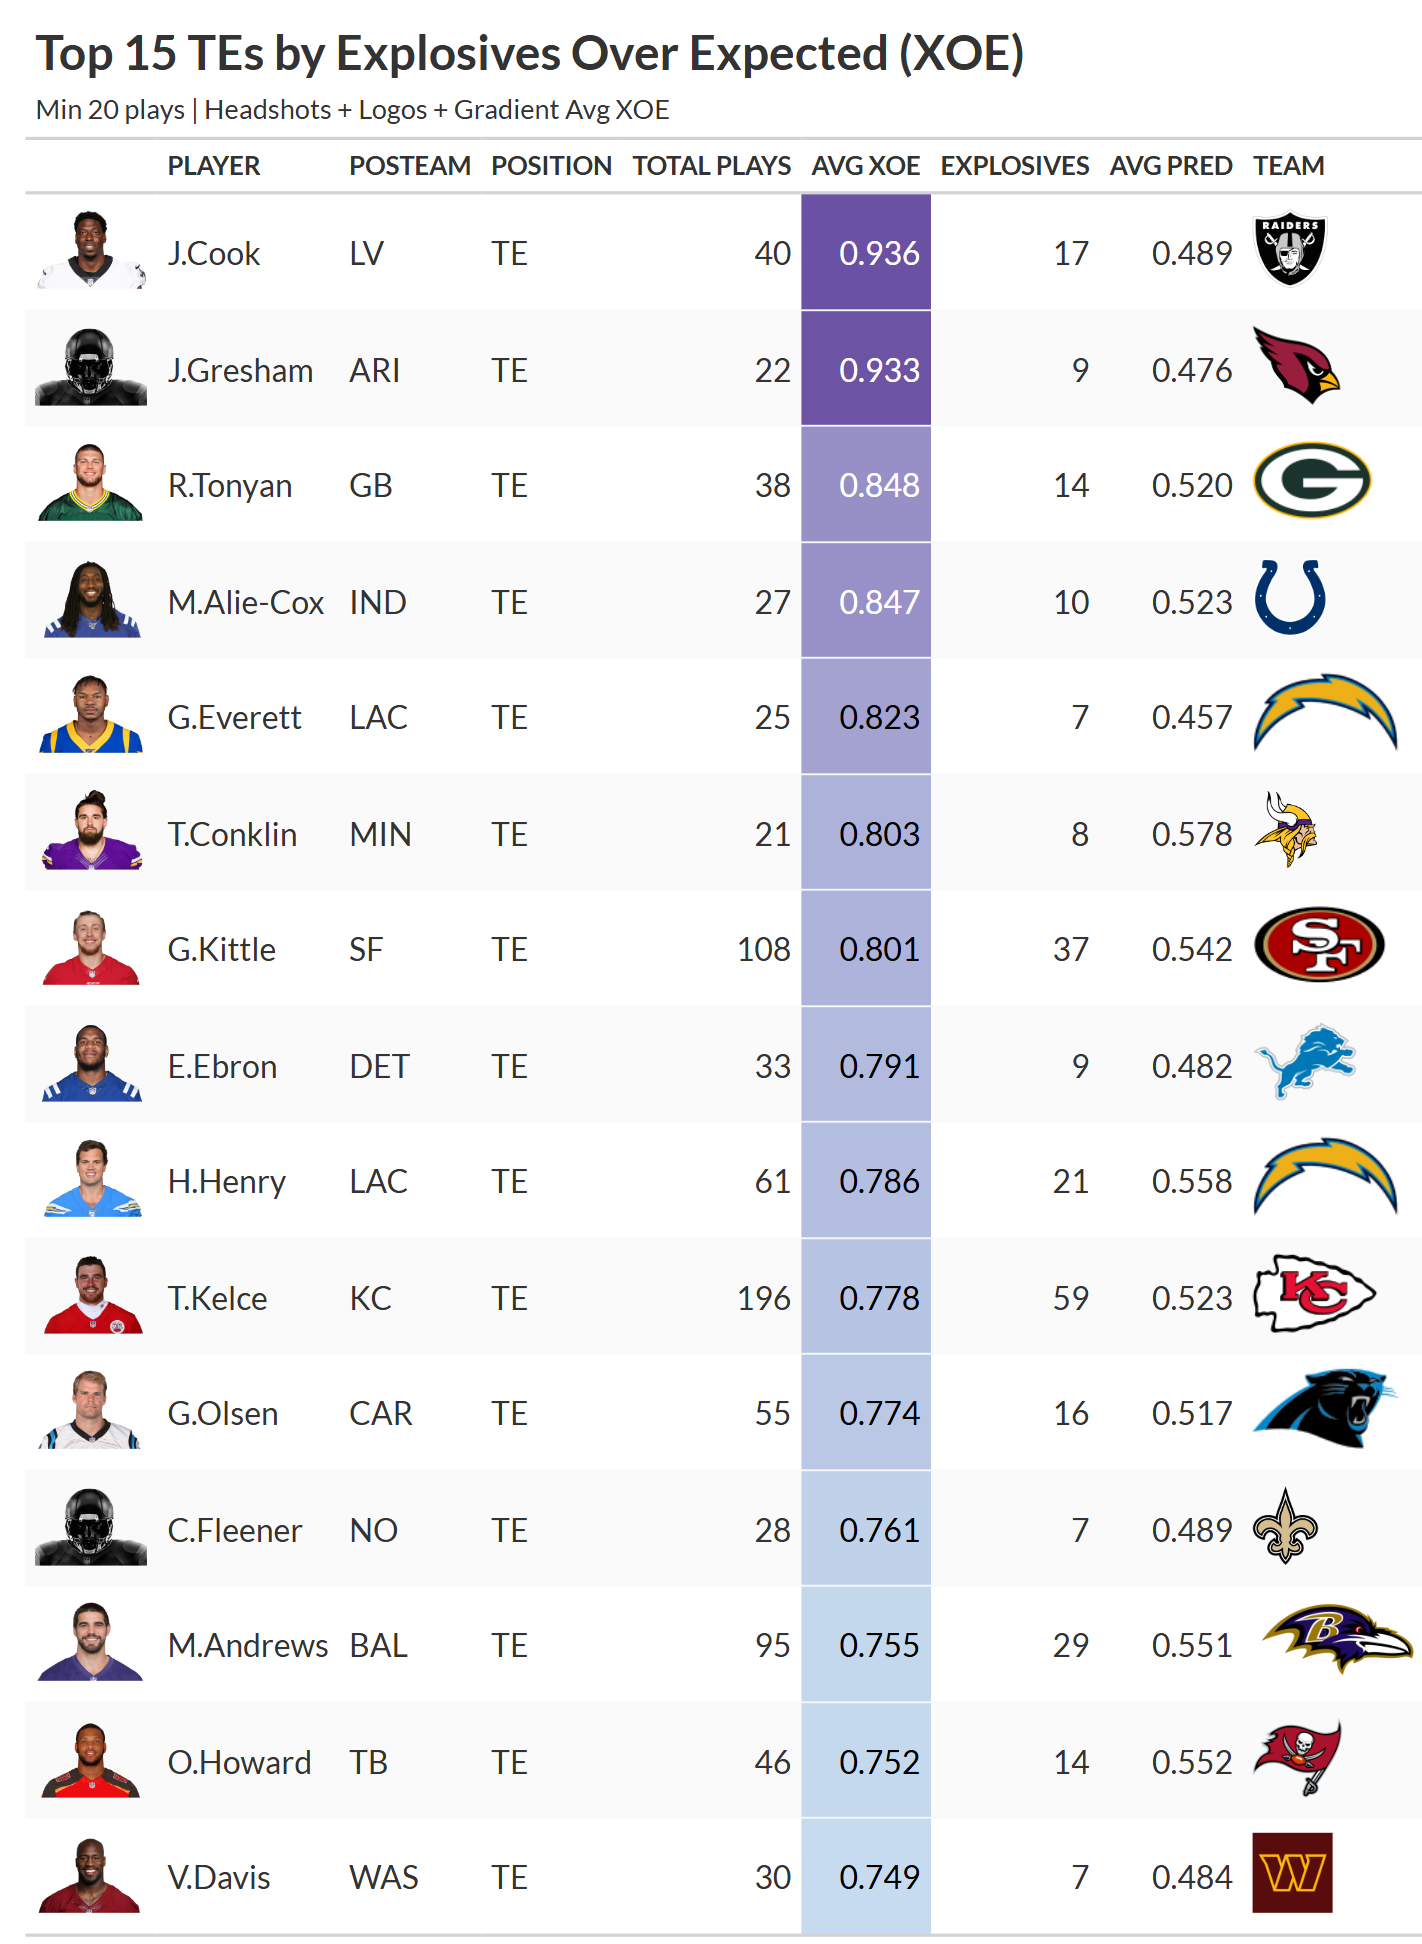 Top 15 TEs by Explosives Over Expected (XOE)
Min 20 plays | Headshots + Logos + Gradient Avg XOE
PLAYER POSTEAM POSITION TOTAL PLAYS AVG XOE EXPLOSIVES AVG PRED TEAM
J.Cook LV TE 40 0.936 17 0.489 RAIDERS
J.Gresham ARI TE 22 0.933 9 0.476
R.Tonyan GB TE 38 0.848 14 0.520 G
M.Alie-Cox IND TE 27 0.847 10 0.523
G.Everett LAC TE 25 0.823 7 0.457
T.Conklin MIN TE 21 0.803 8 0.578
G.Kittle SF TE 108 0.801 37 0.542 SF
E.Ebron DET TE 33 0.791 9 0.482
H.Henry LAC TE 61 0.786 21 0.558
T.Kelce KC TE 196 0.778 59 0.523 KC
G.Olsen CAR TE 55 0.774 16 0.517
C.Fleener NO TE 28 0.761 7 0.489
M.Andrews BAL TE 95 0.755 29 0.551 B
O.Howard TB TE 46 0.752 14 0.552
V.Davis WAS TE 30 0.749 7 0.484 W